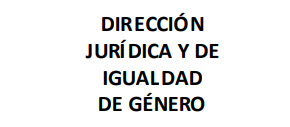 DIRECCIÓN
JURÍDICA Y DE
IGUALDAD
DE GÉNERO